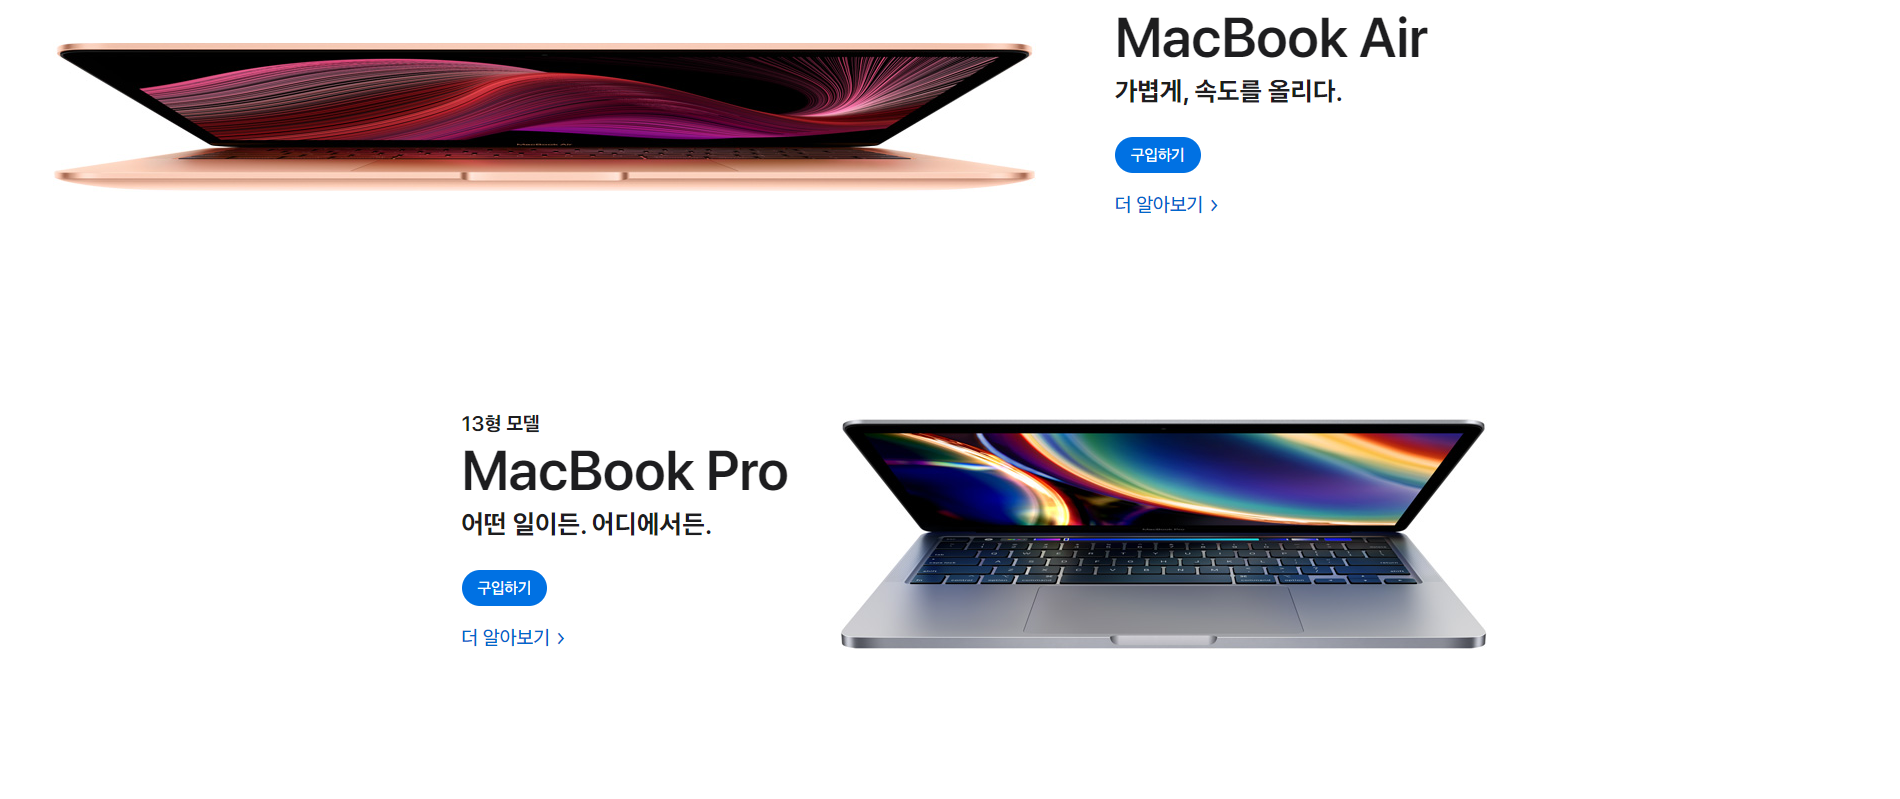 MacBook Air
가볍게, 속도를 올리다.
구입하기
더 알아보기 >
13형 모델
MacBook Pro
어떤 일이든. 어디에서든.
구입하기
더 알아보기 >